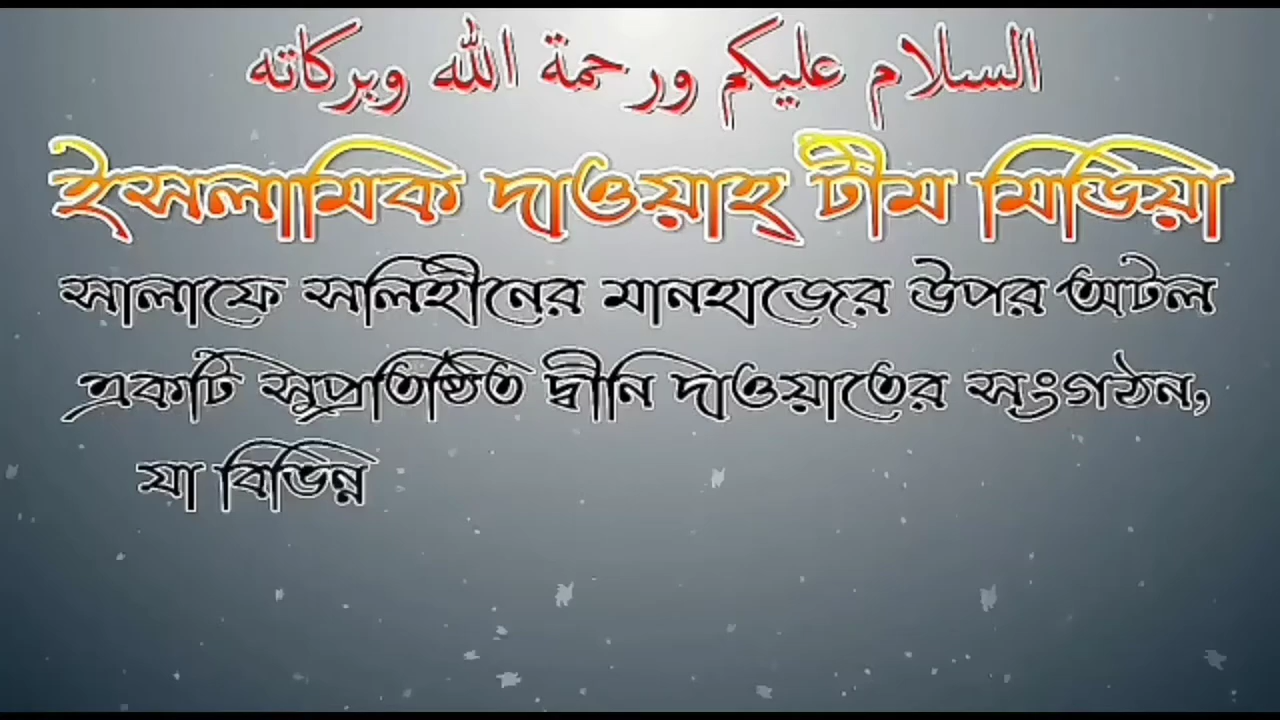 السلام عليكم ورحمة الله وبركاته
ইসলামিক দাওয়াহ্ টীম মিডিয়া
সালাফে সলিহীনের মানহাজের উপর অটল
একটি সুপ্রতিষ্ঠিত দ্বীনি দাওয়াতের সংগঠন,
যা বিভিন্ন